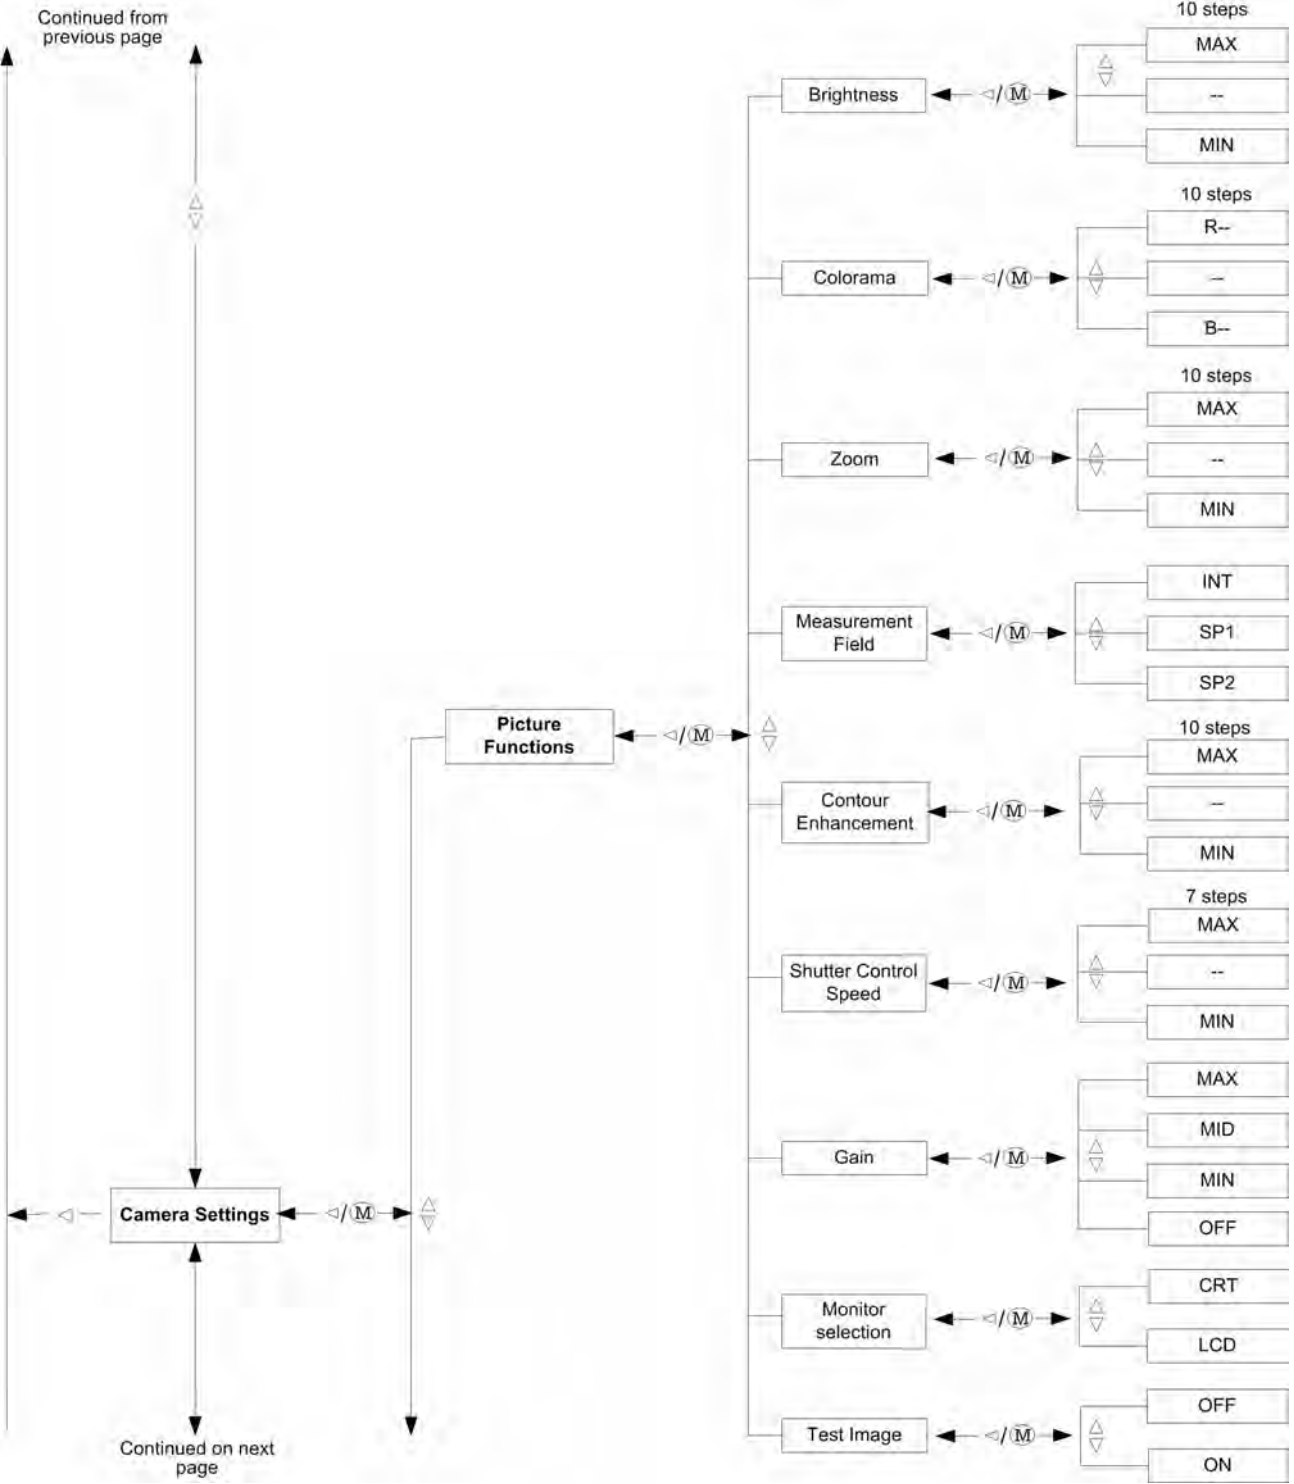 Continued from
previous page
10 steps
MAX
Brightness
◁/Ⓜ
--
MIN
10 steps
R--
Colorama
◁/Ⓜ
--
B--
10 steps
MAX
Zoom
◁/Ⓜ
--
MIN
INT
Measurement
Field
◁/Ⓜ
SP1
SP2
Picture
Functions
◁/Ⓜ
10 steps
MAX
Contour
Enhancement
◁/Ⓜ
--
MIN
7 steps
MAX
Shutter Control
Speed
◁/Ⓜ
--
MIN
MAX
MID
Gain
◁/Ⓜ
MIN
OFF
Camera Settings
◁/Ⓜ
CRT
Monitor
selection
◁/Ⓜ
LCD
OFF
Test Image
◁/Ⓜ
ON
Continued on next
page